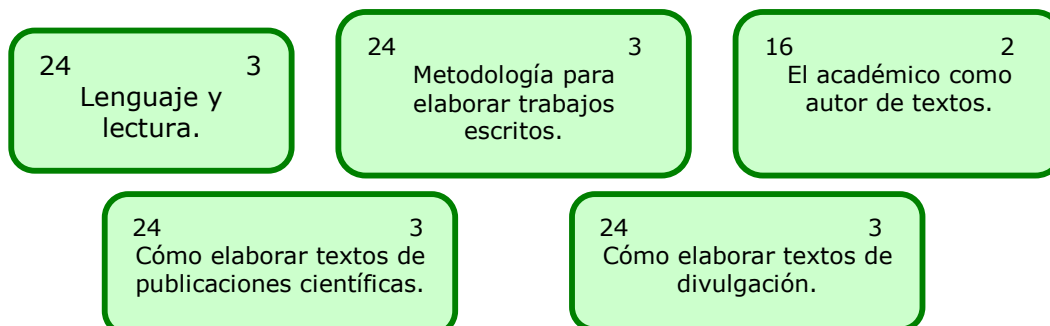 24 3
Lenguaje y
lectura.
24 3
Metodología para
elaborar trabajos
escritos.
16 2
El académico como
autor de textos.
24 3
Cómo elaborar textos de
publicaciones científicas.
24 3
Cómo elaborar textos de
divulgación.